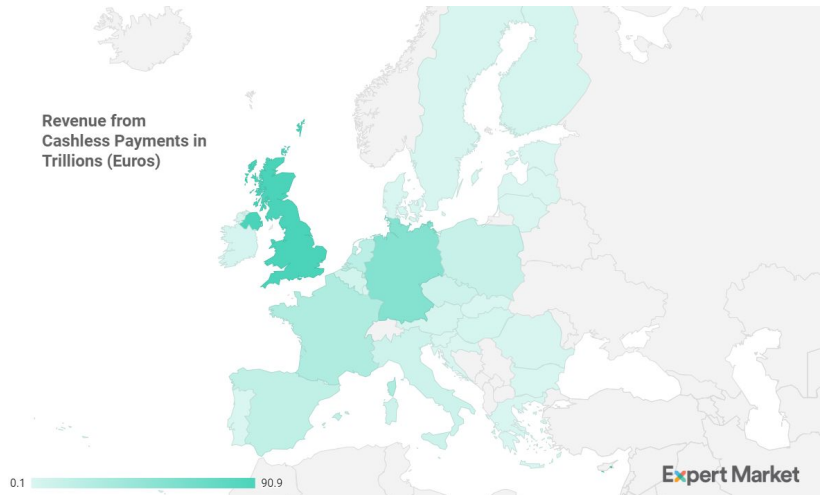 Revenue from
Cashless Payments in
Trillions (Euros)
0.1
90.9
Expert Market